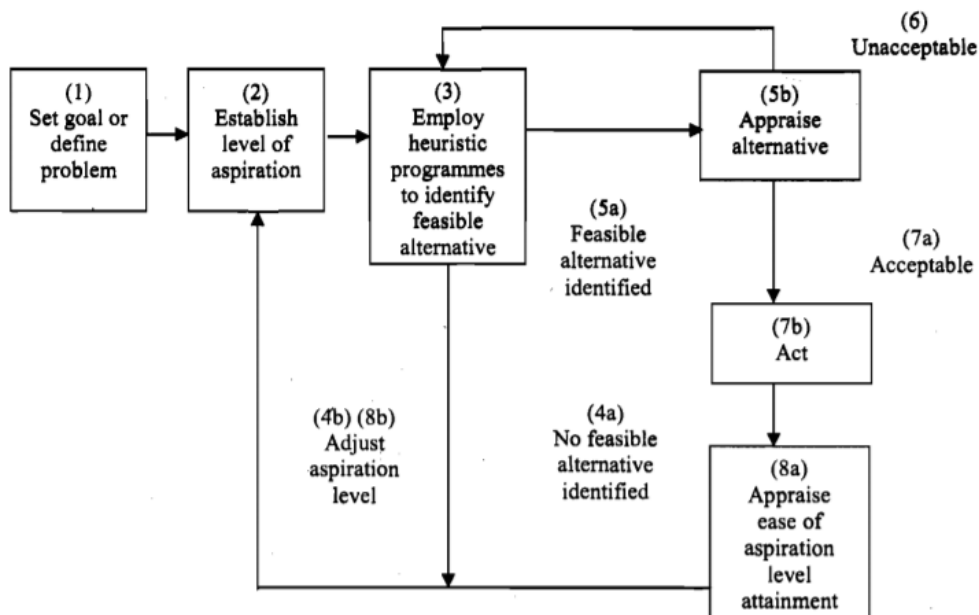 (6)
Unacceptable
(1)
Set goal or
define
problem
(2)
Establish
level of
aspiration
(3)
Employ
heuristic
programmes
to identify
feasible
alternative
(5b)
Appraise
alternative
(5a)
Feasible
alternative
identified
(7a)
Acceptable
(7b)
Act
(4b) (8b)
Adjust
aspiration
level
(4a)
No feasible
alternative
identified
(8a)
Appraise
ease of
aspiration
level
attainment